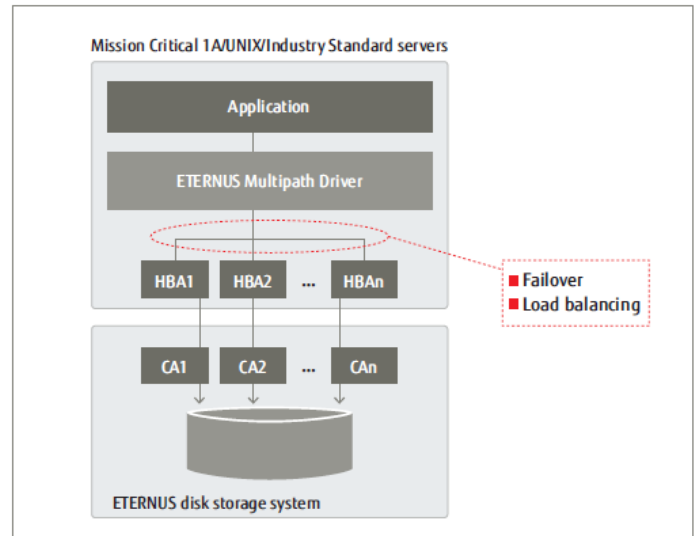 Mission Critical 1A/UNIX/Industry Standard servers
Application
ETERNUS Multipath Driver
HBA1 HBA2 ... HBAn
Failover
Load balancing
CA1 CA2 ... CAn
ETERNUS disk storage system